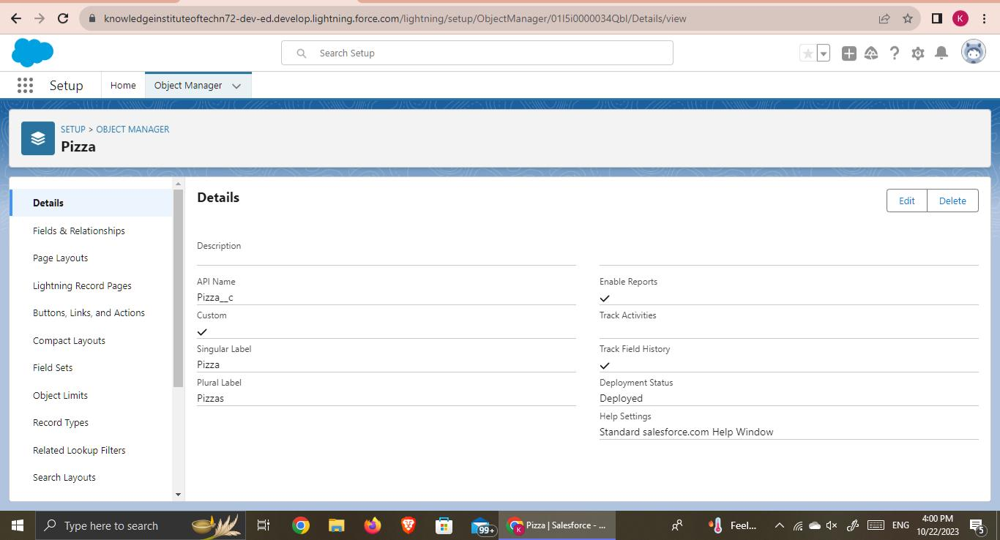 knowledgeinstituteoftechn72-dev-ed.develop.lightning.force.com/lightning/setup/ObjectManager/01I5i0000034Qbl/Details/view
K
Search Setup
Setup
Home
Object Manager
SETUP > OBJECT MANAGER
Pizza
Details
Fields & Relationships
Page Layouts
Lightning Record Pages
Buttons, Links, and Actions
Compact Layouts
Field Sets
Object Limits
Record Types
Related Lookup Filters
Search Layouts
Details
Edit
Delete
Description
API Name
Pizza__c
Custom
Singular Label
Pizza
Plural Label
Pizzas
Enable Reports
Track Activities
Track Field History
Deployment Status
Deployed
Help Settings
Standard salesforce.com Help Window
Type here to search
99+
K
Pizza | Salesforce - ...
Feel...
ENG
4:00 PM
10/22/2023
5